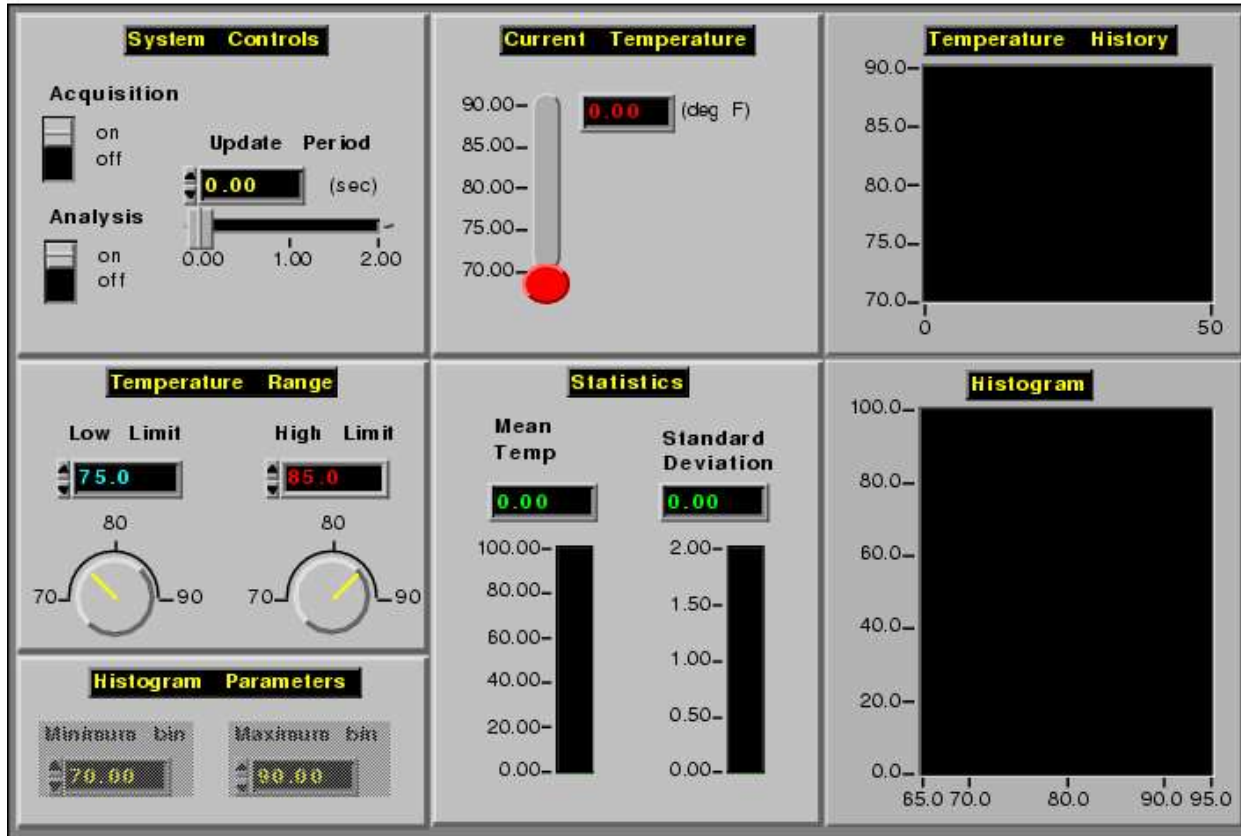 System Controls
Acquisition
on
off
Update Period
0.00 (sec)
Analysis
on
off
0.00 1.00 2.00
Current Temperature
90.00
0.00 (deg F)
85.00
80.00
75.00
70.00
Temperature History
90.0
85.0
80.0
75.0
70.0
0 50
Temperature Range
Low Limit High Limit
75.0 85.0
80 80
70 90 70 90
Statistics
Mean
Temp
Standard
Deviation
0.00 0.00
100.00 2.00
80.00
1.50
60.00
1.00
40.00
0.50
20.00
0.00 0.00
Histogram
100.0
80.0
60.0
40.0
20.0
0.0
65.0 70.0 80.0 90.0 95.0
Histogram Parameters
Minimum bin Maximum bin
70.00 90.00